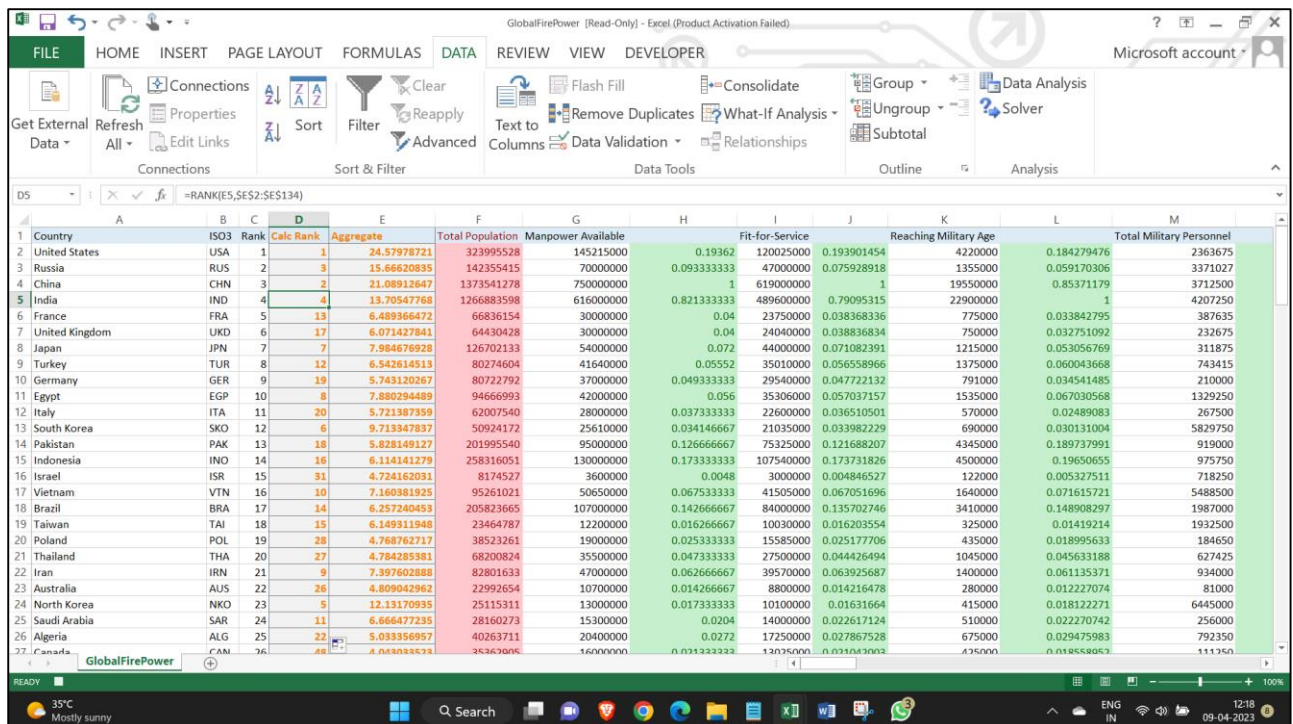 GlobalFirePower [Read-Only] - Excel (Product Activation Failed)
FILE HOME INSERT PAGE LAYOUT FORMULAS DATA REVIEW VIEW DEVELOPER Microsoft account
Get External Data
Refresh All
Connections
Properties
Edit Links
Connections
Sort
Filter
Clear
Reapply
Advanced
Sort & Filter
Text to Columns
Flash Fill
Remove Duplicates
Data Validation
Consolidate
What-If Analysis
Relationships
Data Tools
Group
Ungroup
Subtotal
Outline
Data Analysis
Solver
Analysis
D5 fx =RANK(E5,$E$2:$E$134)
A B C D E F G H I J K L M
1 Country ISO3 Rank Calc Rank Aggregate Total Population Manpower Available Fit-for-Service Reaching Military Age Total Military Personnel
2 United States USA 1 1 24.57978721 323995528 145215000 0.19362 120025000 0.193901454 4220000 0.184279476 2363675
3 Russia RUS 2 3 15.66620835 142355415 70000000 0.093333333 47000000 0.075928918 1355000 0.059170306 3371027
4 China CHN 3 2 21.08912647 1373541278 750000000 1 619000000 1 19550000 0.85371179 3712500
5 India IND 4 4 13.70547768 1266883598 616000000 0.821333333 489600000 0.79095315 22900000 1 4207250
6 France FRA 5 13 6.489366472 66836154 30000000 0.04 23750000 0.038368336 775000 0.033842795 387635
7 United Kingdom UKD 6 17 6.071427841 64430428 30000000 0.04 24040000 0.038836834 750000 0.032751092 232675
8 Japan JPN 7 7 7.984676928 126702133 54000000 0.072 44000000 0.071082391 1215000 0.053056769 311875
9 Turkey TUR 8 12 6.542614513 80274604 41640000 0.05552 35010000 0.056558966 1375000 0.060043668 743415
10 Germany GER 9 19 5.743120267 80722792 37000000 0.049333333 29540000 0.047722132 791000 0.034541485 210000
11 Egypt EGP 10 8 7.880294489 94666993 42000000 0.056 35306000 0.057037157 1535000 0.067030568 1329250
12 Italy ITA 11 20 5.721387359 62007540 28000000 0.037333333 22600000 0.036510501 570000 0.02489083 267500
13 South Korea SKO 12 6 9.713347837 50924172 25610000 0.034146667 21035000 0.033982229 690000 0.030131004 5829750
14 Pakistan PAK 13 18 5.828149127 201995540 95000000 0.126666667 75325000 0.121688207 4345000 0.189737991 919000
15 Indonesia INO 14 16 6.114141279 258316051 130000000 0.173333333 107540000 0.173731826 4500000 0.19650655 975750
16 Israel ISR 15 31 4.724162031 8174527 3600000 0.0048 3000000 0.004846527 122000 0.005327511 718250
17 Vietnam VTN 16 10 7.160381925 95261021 50650000 0.067533333 41505000 0.067051696 1640000 0.071615721 5488500
18 Brazil BRA 17 14 6.257240453 205823665 107000000 0.142666667 84000000 0.135702746 3410000 0.148908297 1987000
19 Taiwan TAI 18 15 6.149311948 23464787 12200000 0.016266667 10030000 0.016203554 325000 0.01419214 1932500
20 Poland POL 19 28 4.768762717 38523261 19000000 0.025333333 15585000 0.025177706 435000 0.018995633 184650
21 Thailand THA 20 27 4.784285381 68200824 35500000 0.047333333 27500000 0.044426494 1045000 0.045633188 627425
22 Iran IRN 21 9 7.397602888 82801633 47000000 0.062666667 39570000 0.063925687 1400000 0.061135371 934000
23 Australia AUS 22 26 4.809042962 22992654 10700000 0.014266667 8800000 0.014216478 280000 0.012227074 81000
24 North Korea NKO 23 5 12.13170935 25115311 13000000 0.017333333 10100000 0.01631664 415000 0.018122271 6445000
25 Saudi Arabia SAR 24 11 6.666477235 28160273 15300000 0.0204 14000000 0.022617124 510000 0.022270742 256000
26 Algeria ALG 25 22 5.033356957 40263711 20400000 0.0272 17250000 0.027867528 675000 0.029475983 792350
27 Canada CAN 26 48 4.043033523 35362905 16000000 0.021333333 13025000 0.021042003 425000 0.018558952 111250
GlobalFirePower
READY 100%
35°C
Mostly sunny
Search
3
ENG
IN
12:18
09-04-2023
8